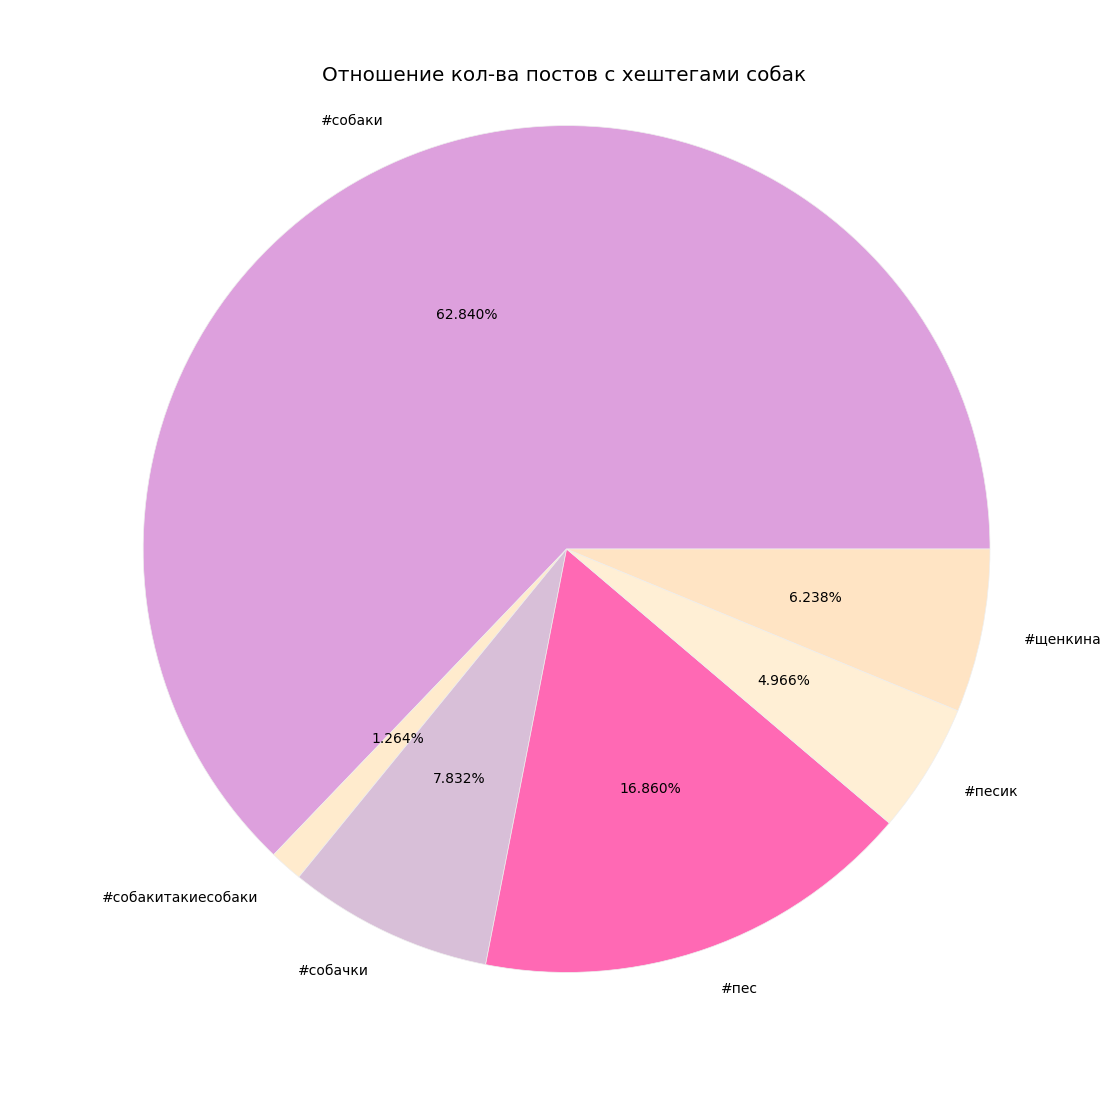 Отношение кол-ва постов с хештегами собак
#собаки
62.840%
6.238%
#щенкина
4.966%
1.264%
7.832%
16.860%
#песик
#собакитакиесобаки
#собачки
#пес